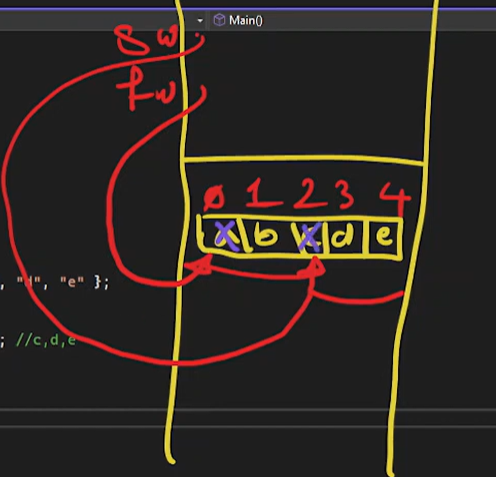 Main()
sw
fw
0 1 2 3 4
b d e
, "d", "e" };
; //c,d,e